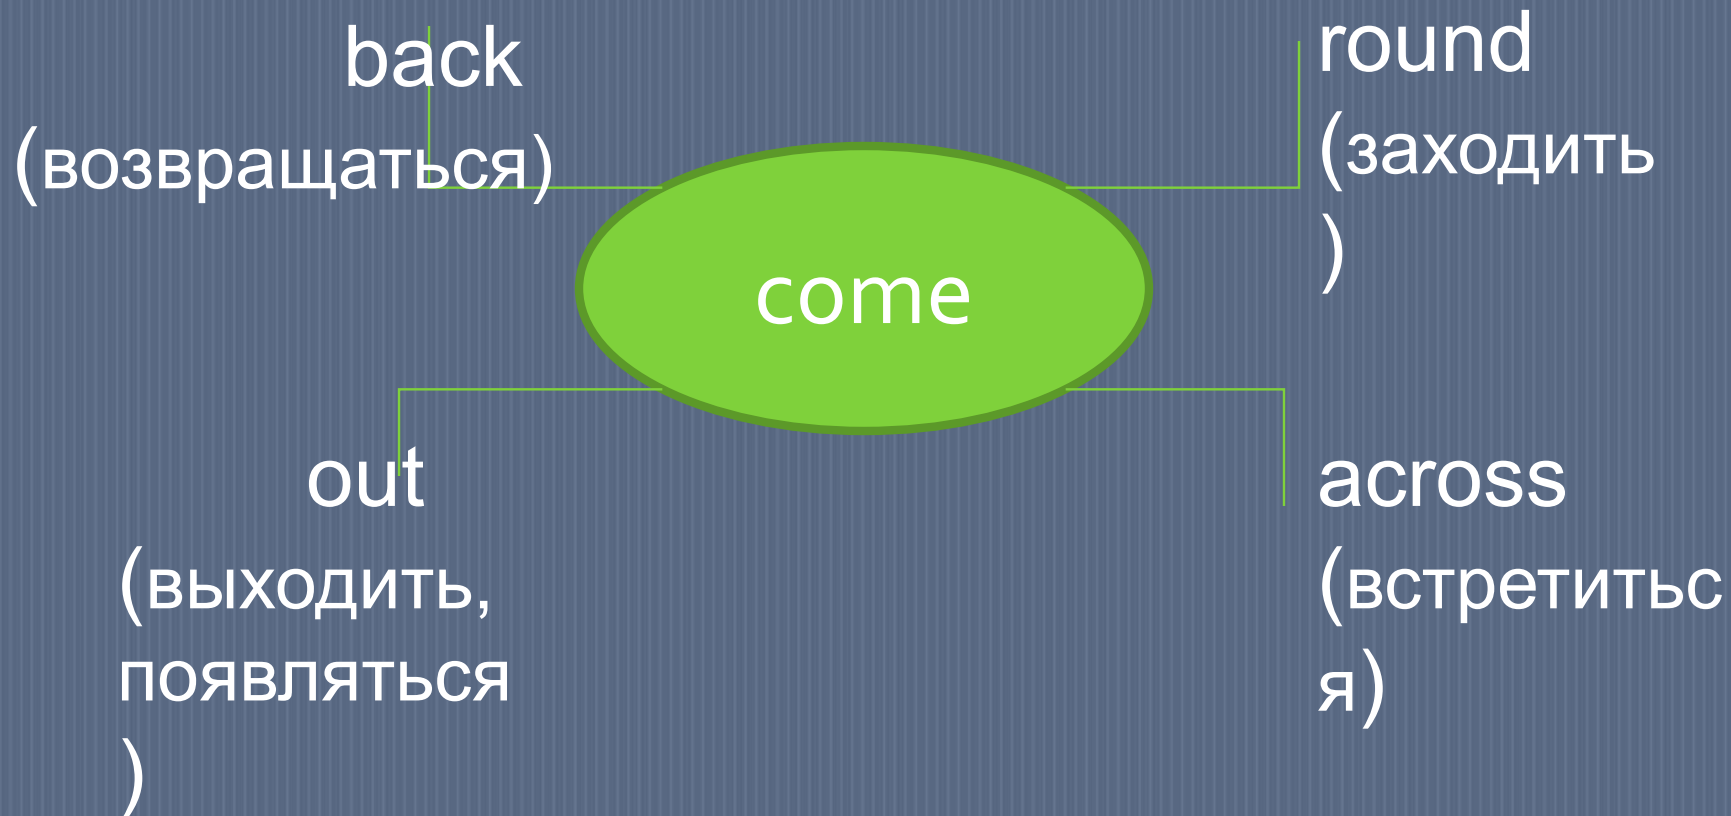 back
(возвращаться)
round
(заходить
)
come
out
(выходить,
появляться
)
across
(встретитьс
я)